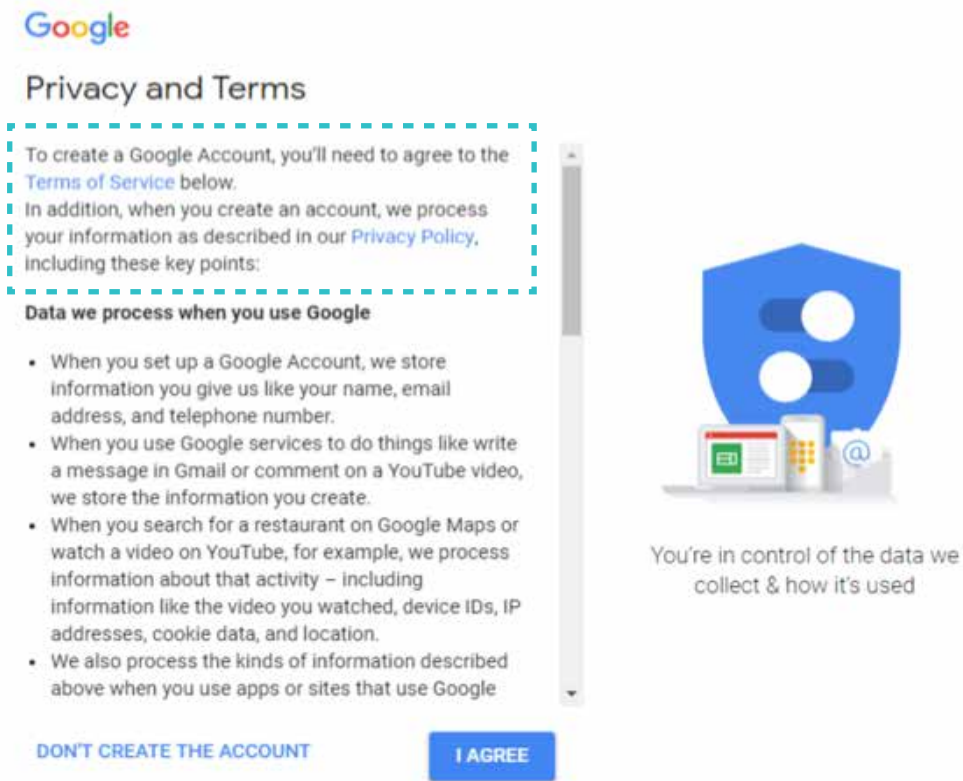 Google
Privacy and Terms
To create a Google Account, you'll need to agree to the
Terms of Service below.
In addition, when you create an account, we process
your information as described in our Privacy Policy,
including these key points:
Data we process when you use Google
• When you set up a Google Account, we store
information you give us like your name, email
address, and telephone number.
• When you use Google services to do things like write
a message in Gmail or comment on a YouTube video,
we store the information you create.
• When you search for a restaurant on Google Maps or
watch a video on YouTube, for example, we process
information about that activity – including
information like the video you watched, device IDs, IP
addresses, cookie data, and location.
• We also process the kinds of information described
above when you use apps or sites that use Google
DON'T CREATE THE ACCOUNT
I AGREE
@
You're in control of the data we
collect & how it's used